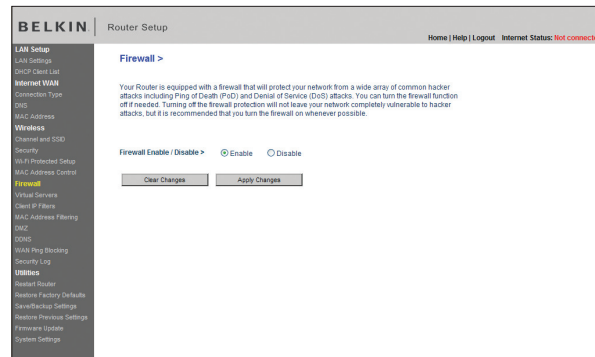 BELKIN. Router Setup
Home | Help | Logout Internet Status: Not connected
LAN Setup
LAN Settings
DHCP Client List
Internet WAN
Connection Type
DNS
MAC Address
Wireless
Channel and SSID
Security
Wi-Fi Protected Setup
MAC Address Control
Firewall
Virtual Servers
Client IP Filters
MAC Address Filtering
DMZ
DDNS
WAN Ping Blocking
Security Log
Utilities
Restart Router
Restore Factory Defaults
Save/Backup Settings
Restore Previous Settings
Firmware Update
System Settings
Firewall >
Your Router is equipped with a firewall that will protect your network from a wide array of common hacker
attacks including Ping of Death (PoD) and Denial of Service (DoS) attacks. You can turn the firewall function
off if needed. Turning off the firewall protection will not leave your network completely vulnerable to hacker
attacks, but it is recommended that you turn the firewall on whenever possible.
Firewall Enable / Disable > Enable Disable
Clear Changes Apply Changes